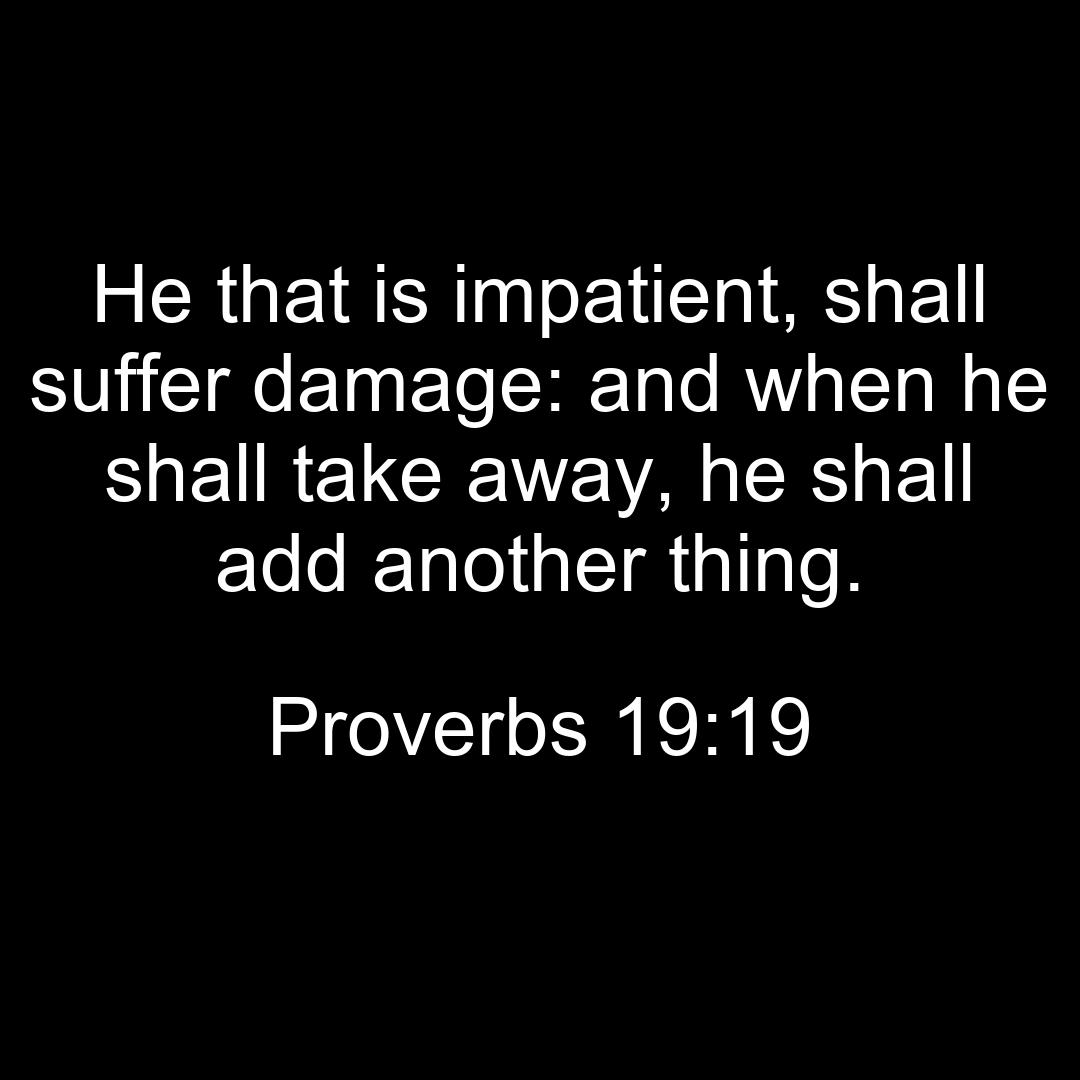 He that is impatient, shall
suffer damage: and when he
shall take away, he shall
add another thing.
Proverbs 19:19